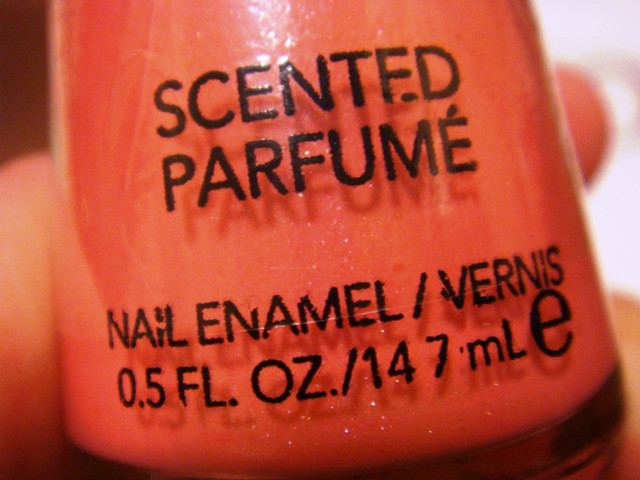 SCENTED
PARFUMÉ
NAIL ENAMEL / VERNIS
0.5 FL. OZ./14 7 mL e